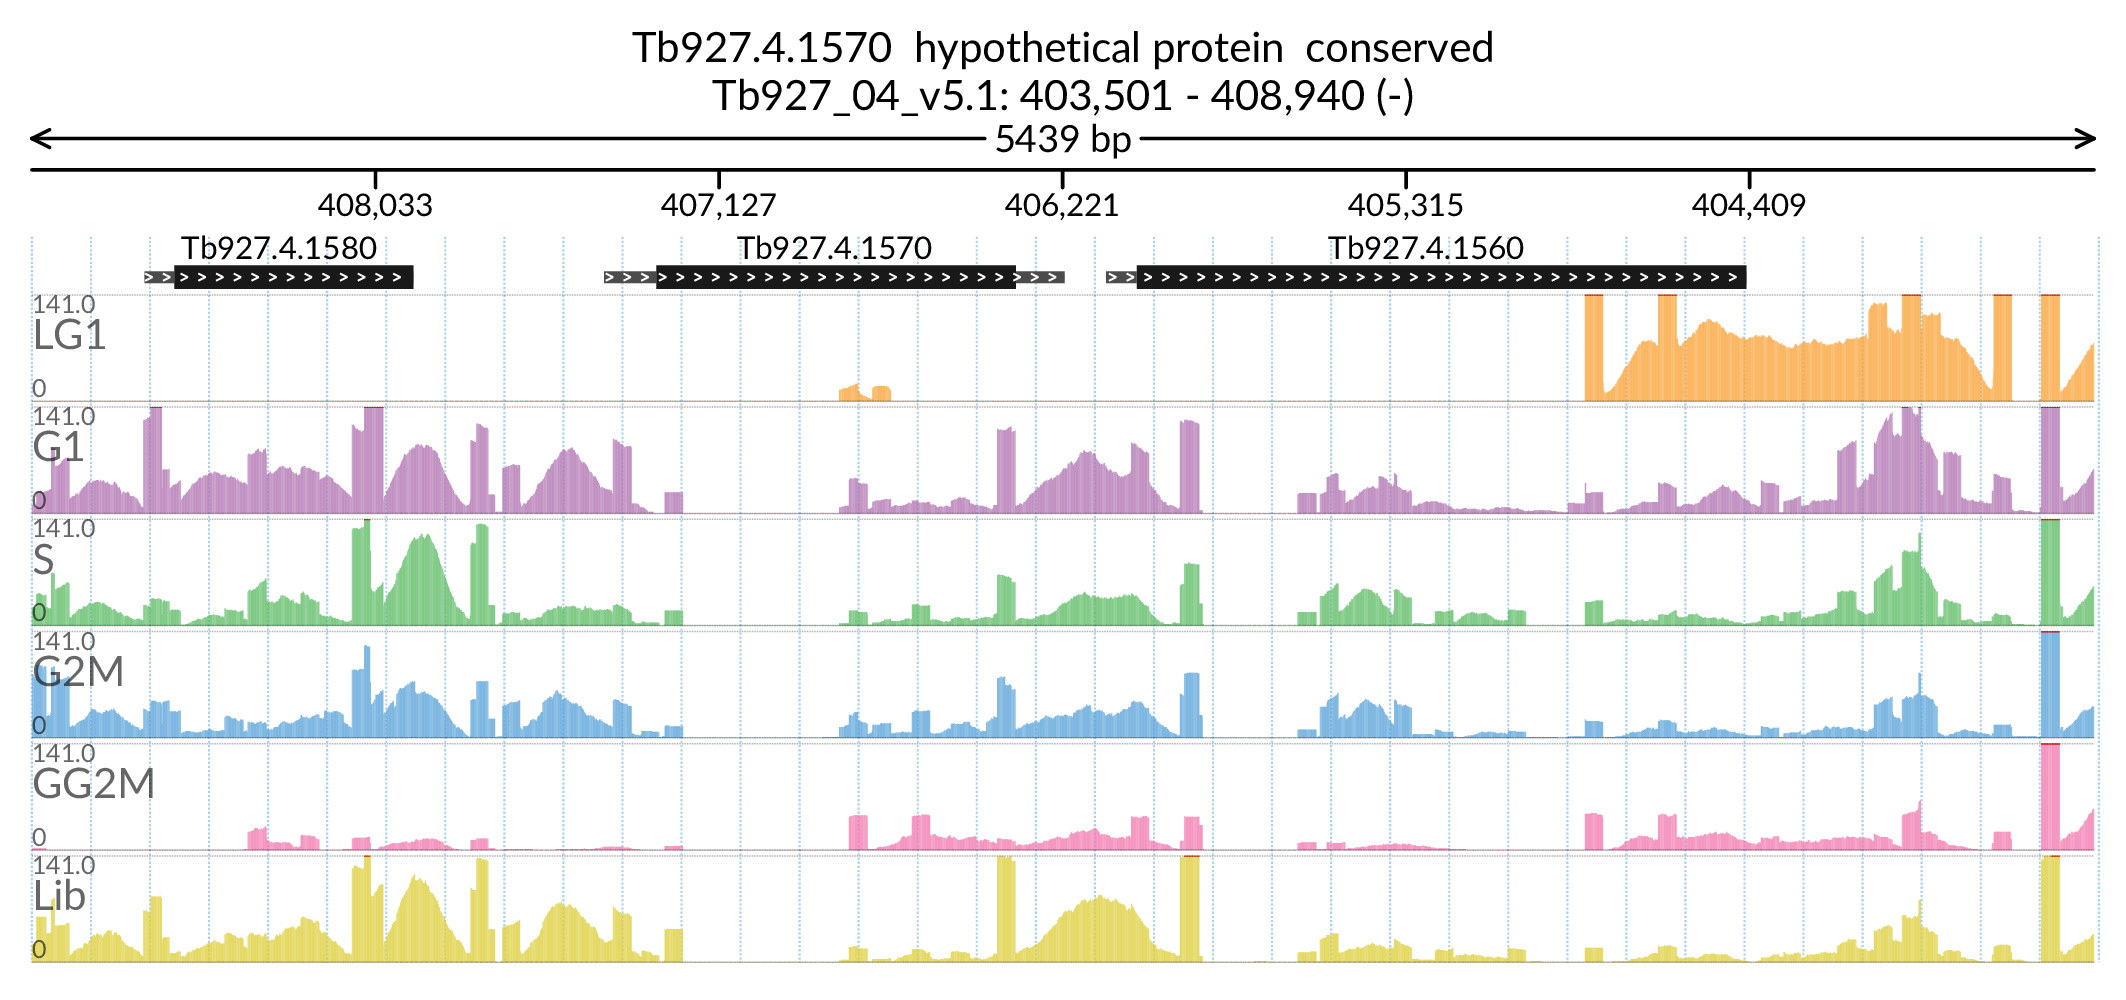 Tb927.4.1570 hypothetical protein conserved
Tb927_04_v5.1: 403,501 - 408,940 (-)
5439 bp
408,033 407,127 406,221 405,315 404,409
Tb927.4.1580 Tb927.4.1570 Tb927.4.1560
141.0
LG1
0
141.0
G1
0
141.0
S
0
141.0
G2M
0
141.0
GG2M
0
141.0
Lib
0